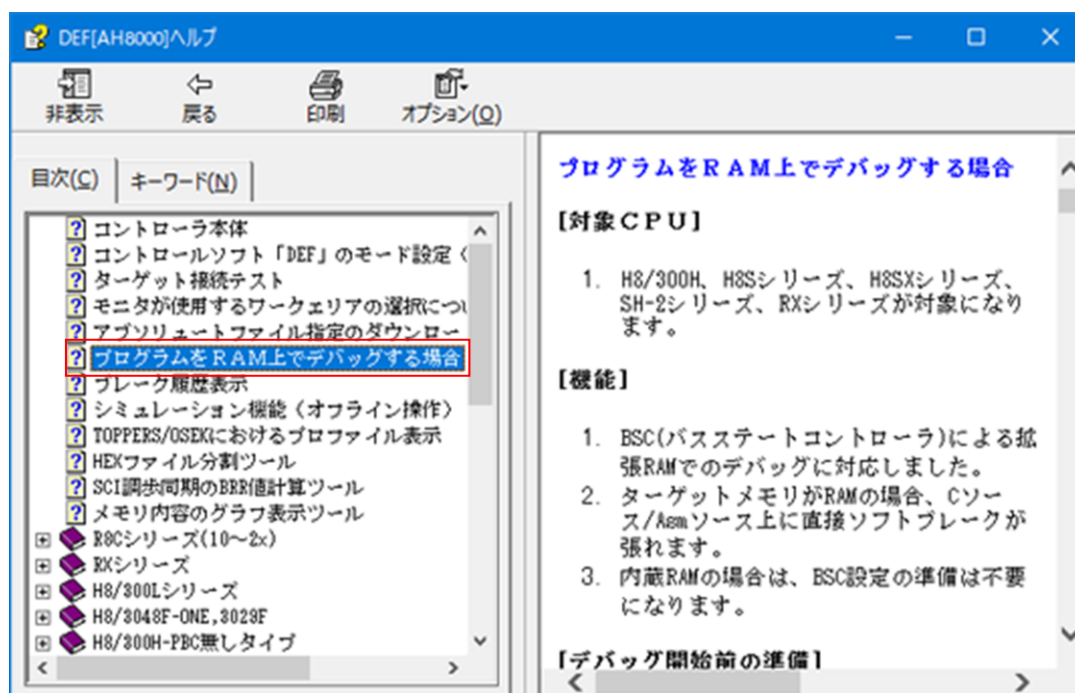 DEF[AH8000]ヘルプ
非表示
戻る
印刷
オプション(O)
目次(C)
キーワード(N)
コントローラ本体
コントロールソフト「DEF」のモード設定(
ターゲット接続テスト
モニタが使用するワークエリアの選択につい
アブソリュートファイル指定のダウンロー
プログラムをRAM上でデバッグする場合
ブレーク履歴表示
シミュレーション機能(オフライン操作)
TOPPERS/OSEKにおけるプロファイル表示
HEXファイル分割ツール
SCI調歩同期のBRR値計算ツール
メモリ内容のグラフ表示ツール
R8Cシリーズ(10~2x)
RXシリーズ
H8/300Lシリーズ
H8/3048F-ONE,3029F
H8/300H-PBC無しタイプ
プログラムをRAM上でデバッグする場合
[対象CPU]
1. H8/300H、H8Sシリーズ、H8SXシリーズ、
SH-2シリーズ、RXシリーズが対象になり
ます。
[機能]
1. BSC(バスステートコントローラ)による拡
張RAMでのデバッグに対応しました。
2. ターゲットメモリがRAMの場合、Cソー
ス/Asmソース上に直接ソフトブレークが
張れます。
3. 内蔵RAMの場合は、BSC設定の準備は不要
になります。
[デバッグ開始前の準備]